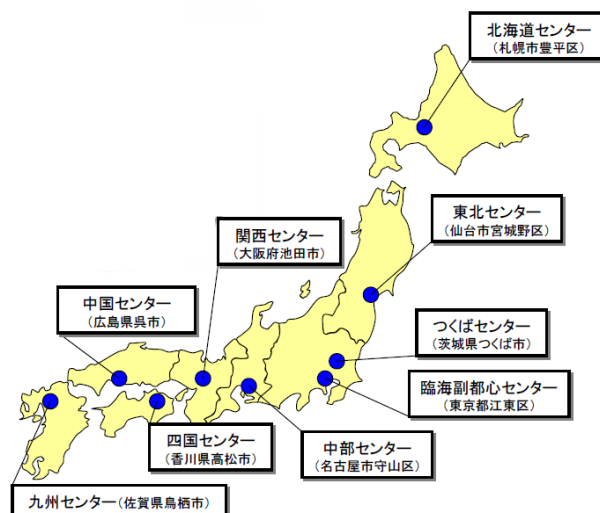 北海道センター
（札幌市豊平区）
東北センター
（仙台市宮城野区）
関西センター
（大阪府池田市）
中国センター
（広島県呉市）
つくばセンター
（茨城県つくば市）
臨海副都心センター
（東京都江東区）
四国センター
（香川県高松市）
中部センター
（名古屋市守山区）
九州センター（佐賀県鳥栖市）